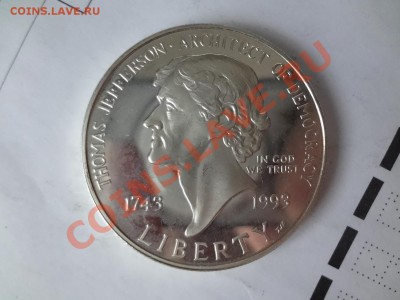 COINS.LAVE.RU
THOMAS JEFFERSON · ARCHITECT OF DEMOCRACY
IN GOD
WE TRUST
1743 1993
LIBERTY
COINS.LAVE.RU